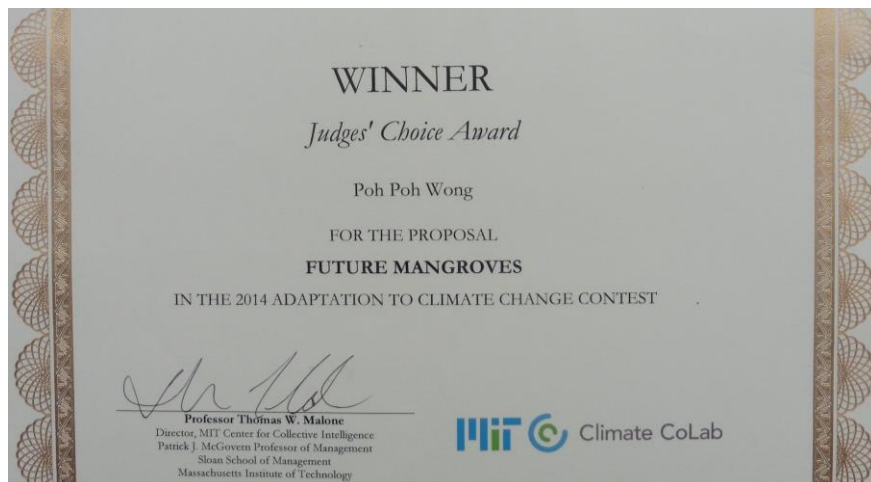 WINNER
Judges' Choice Award
Poh Poh Wong
FOR THE PROPOSAL
FUTURE MANGROVES
IN THE 2014 ADAPTATION TO CLIMATE CHANGE CONTEST
Professor Thomas W. Malone
Director, MIT Center for Collective Intelligence
Patrick J. McGovern Professor of Management
Sloan School of Management
Massachusetts Institute of Technology
MIT Climate CoLab